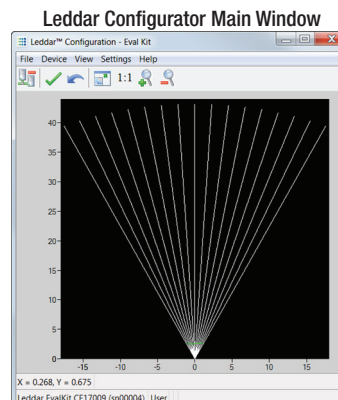 Leddar Configurator Main Window
Leddar™ Configuration - Eval Kit
File Device View Settings Help
1:1
40
35
30
25
20
15
10
5
0
-15 -10 -5 0 5 10 15
X = 0.268, Y = 0.675
Leddar EvalKit CE17009 (sn00004) User